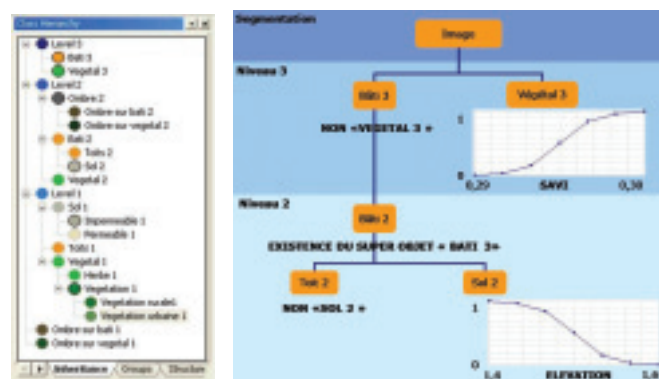 Class Hierarchy
Level 3
Bati 3
Vegetal 3
Level 2
Ombre 2
Ombre sur bati 2
Ombre sur vegetal 2
Bati 2
Toits 2
Sol 2
Vegetal 2
Level 1
Sol 1
Impermeable 1
Permeable 1
Toits 1
Vegetal 1
Herbe 1
Vegetation 1
Vegetation rurale1
Vegetation urbaine 1
Ombre sur bati 1
Ombre sur vegetal 1
Inheritance Groups Structure
Segmentation
Image
Niveau 3
Bâti 3
Végétal 3
NON «VEGETAL 3 »
1
0
0,29 SAVI 0,38
Niveau 2
Bâti 2
EXISTENCE DU SUPER OBJET « BATI 3»
Toit 2
Sol 2
NON «SOL 2 »
1
0
1.4 ELEVATION